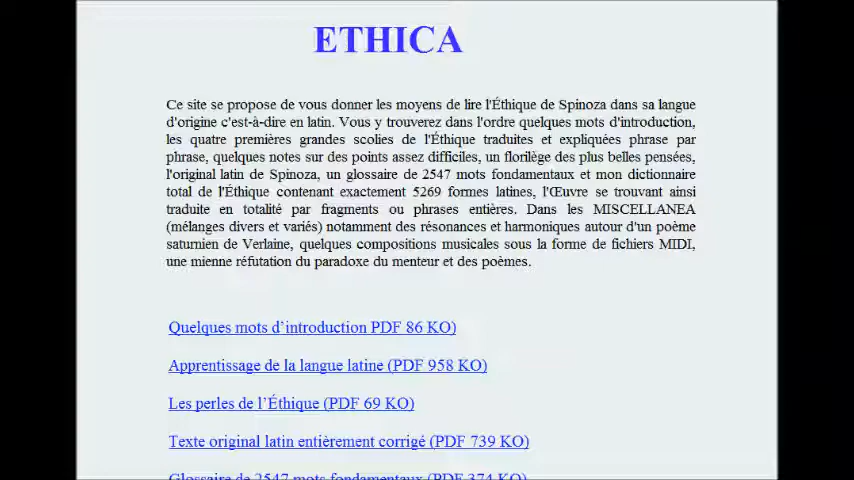 ETHICA
Ce site se propose de vous donner les moyens de lire l'Éthique de Spinoza dans sa langue
d'origine c'est-à-dire en latin. Vous y trouverez dans l'ordre quelques mots d'introduction,
les quatre premières grandes scolies de l'Éthique traduites et expliquées phrase par
phrase, quelques notes sur des points assez difficiles, un florilège des plus belles pensées,
l'original latin de Spinoza, un glossaire de 2547 mots fondamentaux et mon dictionnaire
total de l'Éthique contenant exactement 5269 formes latines, l'Œuvre se trouvant ainsi
traduite en totalité par fragments ou phrases entières. Dans les MISCELLANEA
(mélanges divers et variés) notamment des résonances et harmoniques autour d'un poème
saturnien de Verlaine, quelques compositions musicales sous la forme de fichiers MIDI,
une mienne réfutation du paradoxe du menteur et des poèmes.
Quelques mots d’introduction PDF 86 KO)
Apprentissage de la langue latine (PDF 958 KO)
Les perles de l’Éthique (PDF 69 KO)
Texte original latin entièrement corrigé (PDF 739 KO)
Glossaire de 2547 mots fondamentaux (PDF 374 KO)